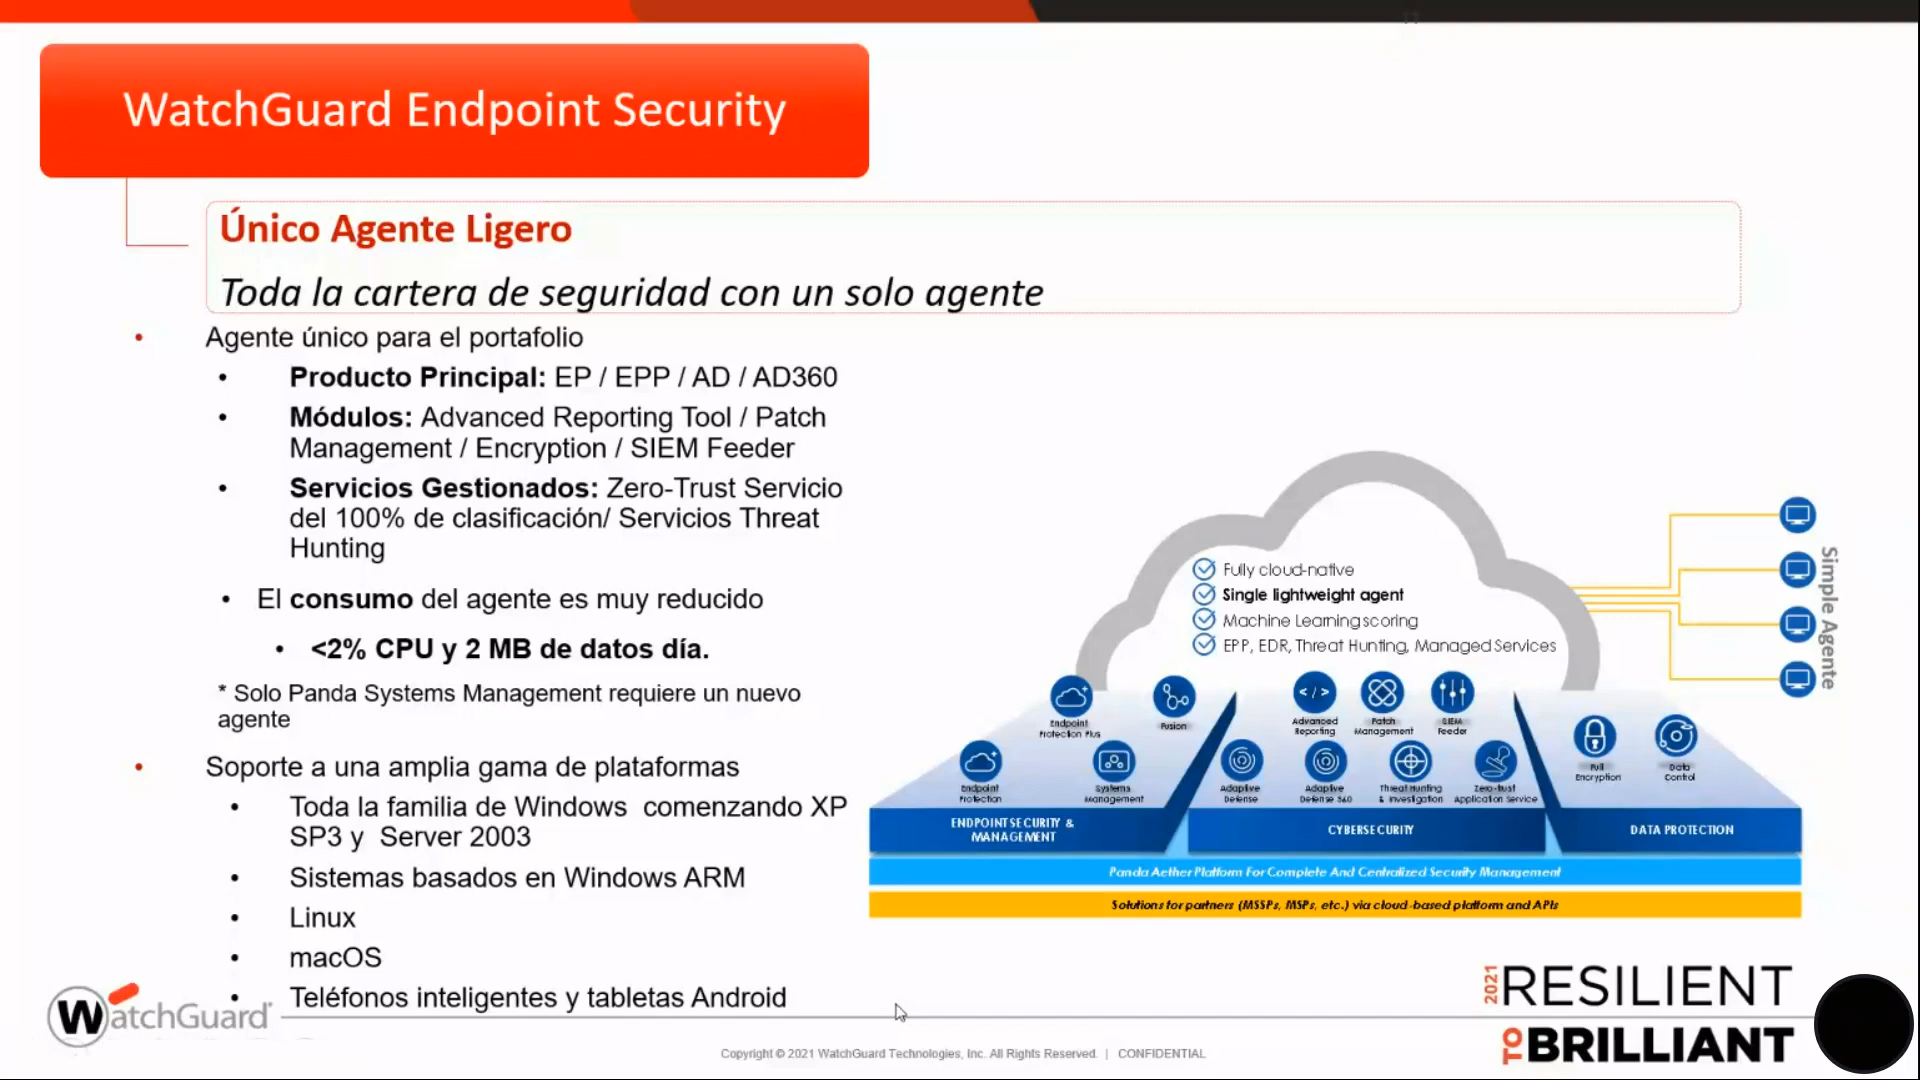 WatchGuard Endpoint Security
Único Agente Ligero
Toda la cartera de seguridad con un solo agente
• Agente único para el portafolio
• Producto Principal: EP / EPP / AD / AD360
• Módulos: Advanced Reporting Tool / Patch
Management / Encryption / SIEM Feeder
• Servicios Gestionados: Zero-Trust Servicio
del 100% de clasificación/ Servicios Threat
Hunting
• El consumo del agente es muy reducido
• <2% CPU y 2 MB de datos día.
* Solo Panda Systems Management requiere un nuevo
agente
• Soporte a una amplia gama de plataformas
• Toda la familia de Windows comenzando XP
SP3 y Server 2003
• Sistemas basados en Windows ARM
• Linux
• macOS
• Teléfonos inteligentes y tabletas Android
Fully cloud-native
Single lightweight agent
Machine Learning scoring
EPP, EDR, Threat Hunting, Managed Services
Simple Agente
Endpoint
Protection Plus
Fusion
Advanced
Reporting
Patch
Management
SIEM
Feeder
Endpoint
Protection
Systems
Management
Adaptive
Defense
Adaptive
Defense 360
Threat Hunting
& Investigation
Zero-Trust
Application Service
Full
Encryption
Data
Control
ENDPOINT SECURITY &
MANAGEMENT
CYBERSECURITY
DATA PROTECTION
Panda Aether Platform For Complete And Centralized Security Management
Solutions for partners (MSSPs, MSPs, etc.) via cloud-based platform and APIs
WatchGuard
2021 RESILIENT
TO BRILLIANT
Copyright © 2021 WatchGuard Technologies, Inc. All Rights Reserved. | CONFIDENTIAL